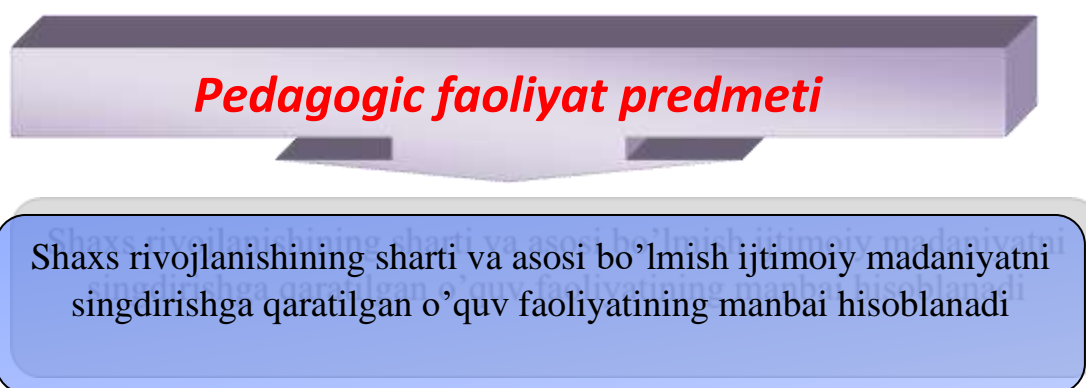 Pedagogic faoliyat predmeti
Shaxs rivojlanishining sharti va asosi bo’lmish ijtimoiy madaniyatni
singdirishga qaratilgan o’quv faoliyatining manbai hisoblanadi